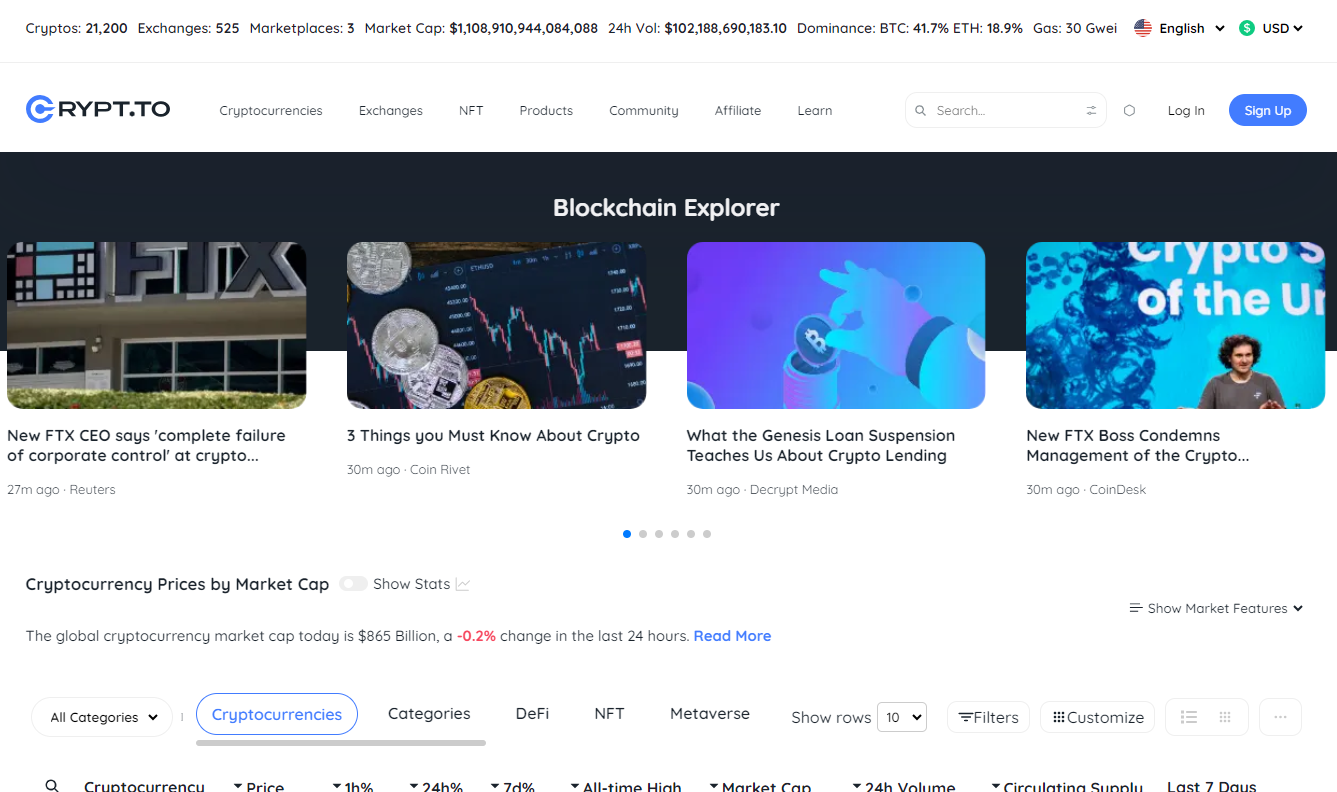 Cryptos: 21,200 Exchanges: 525 Marketplaces: 3 Market Cap: $1,108,910,944,084,088 24h Vol: $102,188,690,183.10 Dominance: BTC: 41.7% ETH: 18.9% Gas: 30 Gwei English $ USD
CRYPT.TO Cryptocurrencies Exchanges NFT Products Community Affiliate Learn Search... Log In Sign Up
Blockchain Explorer
FTX
ETHUSD
Crypto S
of the Ur
New FTX CEO says 'complete failure
of corporate control' at crypto...
27m ago · Reuters
3 Things you Must Know About Crypto
30m ago · Coin Rivet
What the Genesis Loan Suspension
Teaches Us About Crypto Lending
30m ago · Decrypt Media
New FTX Boss Condemns
Management of the Crypto...
30m ago · CoinDesk
Cryptocurrency Prices by Market Cap Show Stats
Show Market Features
The global cryptocurrency market cap today is $865 Billion, a -0.2% change in the last 24 hours. Read More
All Categories Cryptocurrencies Categories DeFi NFT Metaverse Show rows 10 Filters Customize
Cryptocurrency Price 1h% 24h% 7d% All-time High Market Cap 24h Volume Circulating Supply Last 7 Days